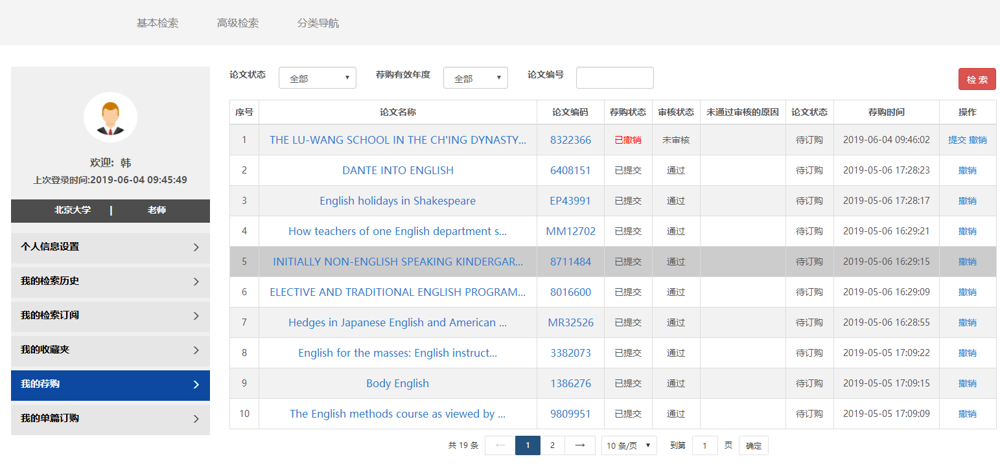 基本检索 高级检索 分类导航
论文状态 全部 荐购有效年度 全部 论文编号 检 索
欢迎: 韩
上次登录时间:2019-06-04 09:45:49
北京大学 | 老师
个人信息设置
我的检索历史
我的检索订阅
我的收藏夹
我的荐购
我的单篇订购
序号 论文名称 论文编码 荐购状态 审核状态 未通过审核的原因 论文状态 荐购时间 操作
1 THE LU-WANG SCHOOL IN THE CH'ING DYNASTY... 8322366 已撤销 未审核 待订购 2019-06-04 09:46:02 提交 撤销
2 DANTE INTO ENGLISH 6408151 已提交 通过 待订购 2019-05-06 17:28:23 撤销
3 English holidays in Shakespeare EP43991 已提交 通过 待订购 2019-05-06 17:28:17 撤销
4 How teachers of one English department s... MM12702 已提交 通过 待订购 2019-05-06 16:29:21 撤销
5 INITIALLY NON-ENGLISH SPEAKING KINDERGAR... 8711484 已提交 通过 待订购 2019-05-06 16:29:15 撤销
6 ELECTIVE AND TRADITIONAL ENGLISH PROGRAM... 8016600 已提交 通过 待订购 2019-05-06 16:29:09 撤销
7 Hedges in Japanese English and American ... MR32526 已提交 通过 待订购 2019-05-06 16:28:55 撤销
8 English for the masses: English instruct... 3382073 已提交 通过 待订购 2019-05-05 17:09:22 撤销
9 Body English 1386276 已提交 通过 待订购 2019-05-05 17:09:15 撤销
10 The English methods course as viewed by ... 9809951 已提交 通过 待订购 2019-05-05 17:09:09 撤销
共 19 条 ← 1 2 → 10 条/页 到第 1 页 确定